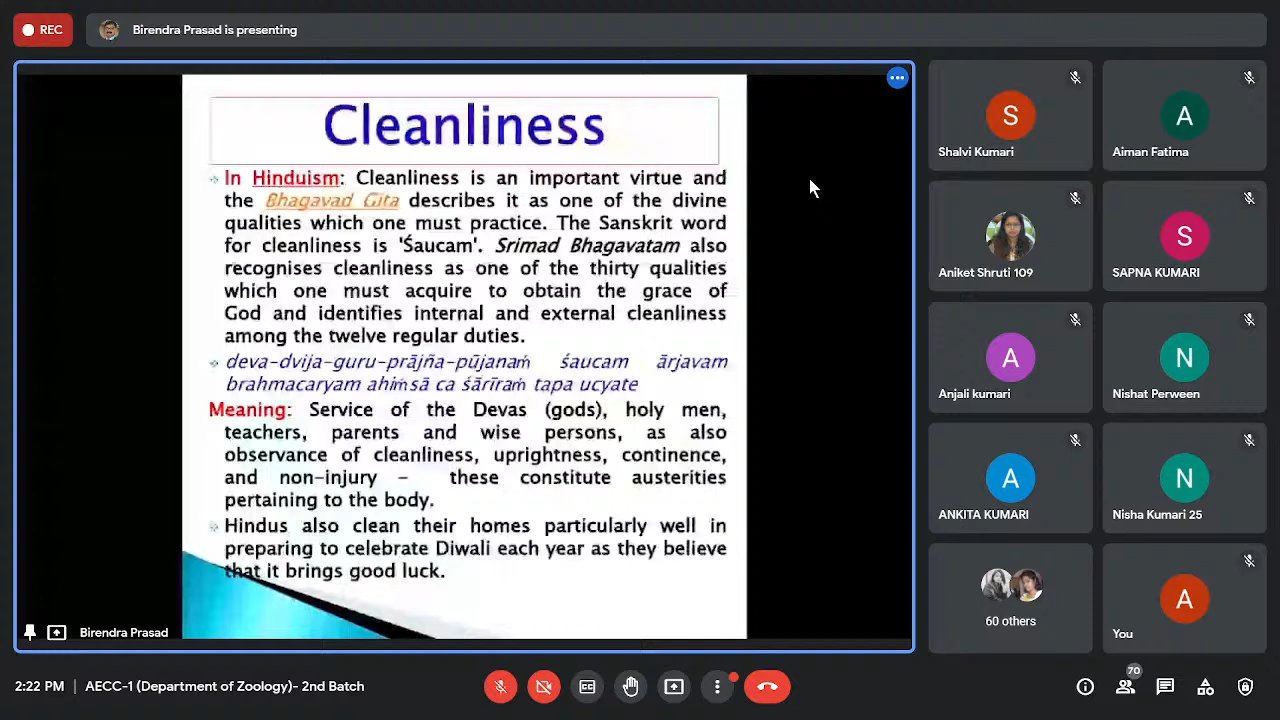 REC
Birendra Prasad is presenting
Cleanliness
In Hinduism: Cleanliness is an important virtue and
the Bhagavad Gita describes it as one of the divine
qualities which one must practice. The Sanskrit word
for cleanliness is 'Śaucam'. Srimad Bhagavatam also
recognises cleanliness as one of the thirty qualities
which one must acquire to obtain the grace of
God and identifies internal and external cleanliness
among the twelve regular duties.
deva-dvija-guru-prājña-pūjanaṁ śaucam ārjavam
brahmacaryam ahiṁsā ca śārīraṁ tapa ucyate
Meaning: Service of the Devas (gods), holy men,
teachers, parents and wise persons, as also
observance of cleanliness, uprightness, continence,
and non-injury - these constitute austerities
pertaining to the body.
Hindus also clean their homes particularly well in
preparing to celebrate Diwali each year as they believe
that it brings good luck.
Birendra Prasad
S
Shalvi Kumari
A
Aiman Fatima
Aniket Shruti 109
S
SAPNA KUMARI
A
Anjali kumari
N
Nishat Perween
A
ANKITA KUMARI
N
Nisha Kumari 25
60 others
A
You
2:22 PM | AECC-1 (Department of Zoology)- 2nd Batch
70